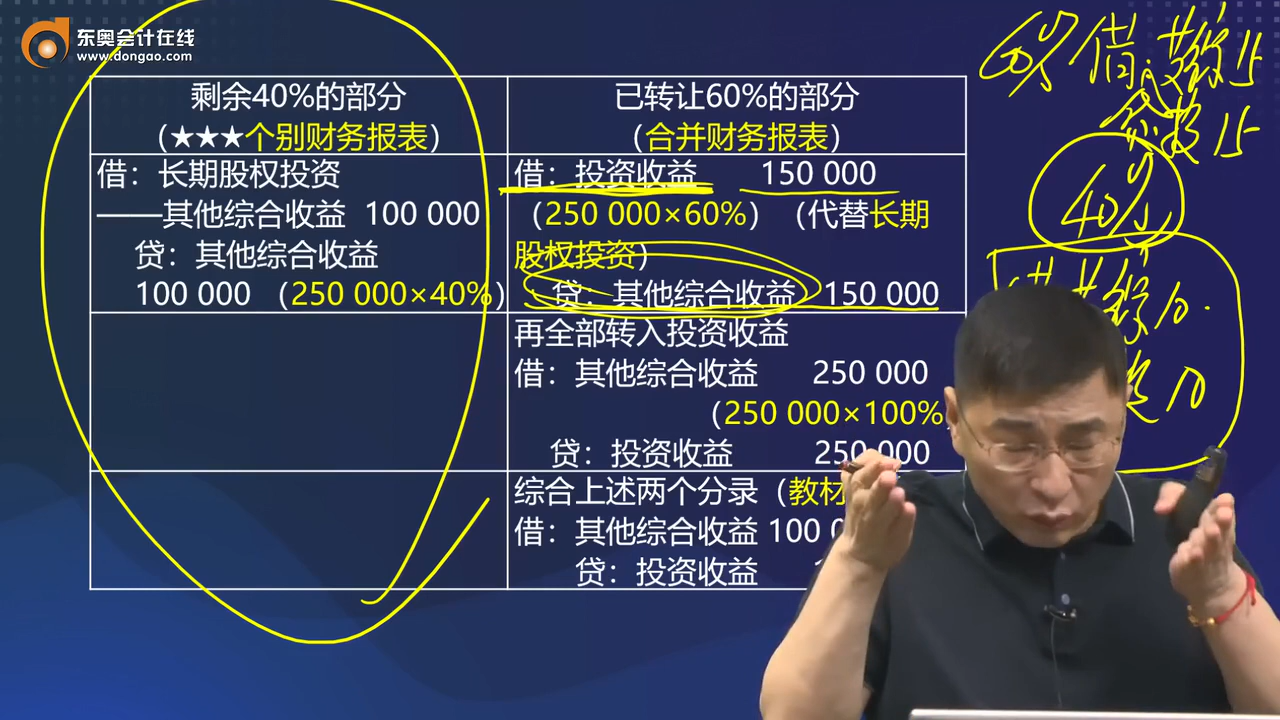 东奥会计在线
www.dongao.com
剩余40%的部分
(★★★个别财务报表)
借：长期股权投资
——其他综合收益 100 000
贷：其他综合收益
100 000 (250 000×40%)
已转让60%的部分
(合并财务报表)
借：投资收益 150 000
(250 000×60%) (代替长期
股权投资)
贷：其他综合收益 150 000
再全部转入投资收益
借：其他综合收益 250 000
(250 000×100%
贷：投资收益 250 000
综合上述两个分录 (教材
借：其他综合收益 100
贷：投资收益
60% 借
15
15
40%
10
10